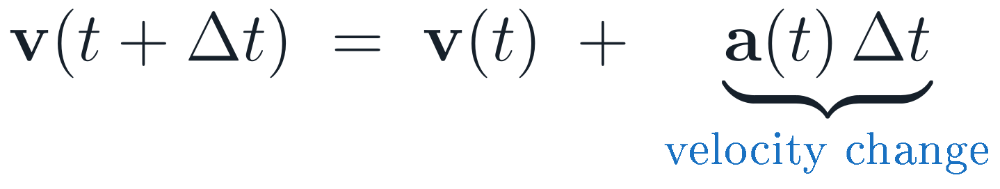 v(t + Δt) = v(t) + a(t) Δt
velocity change